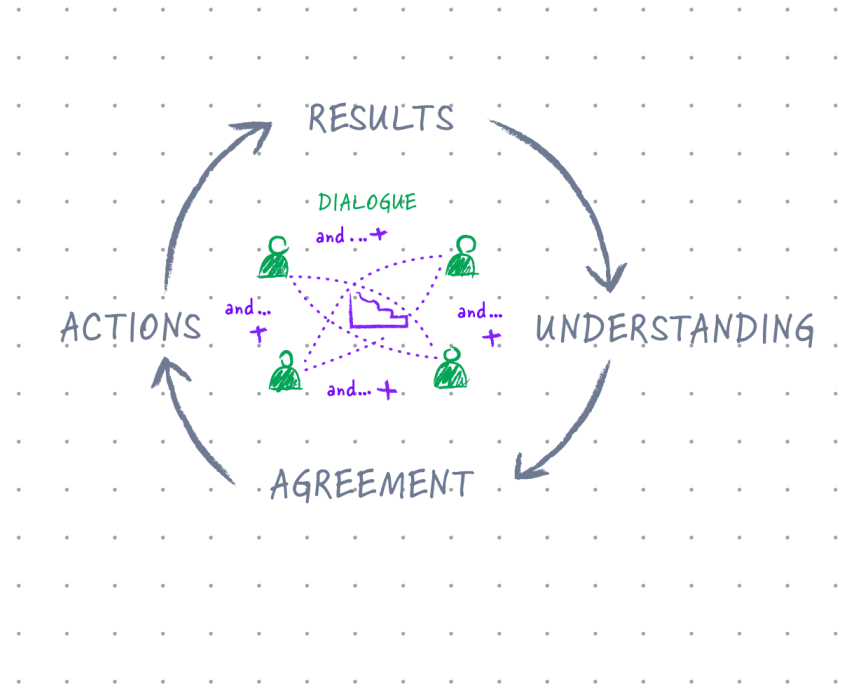 RESULTS
DIALOGUE
and...+
and...
+
and...
+
ACTIONS
UNDERSTANDING
and...+
AGREEMENT